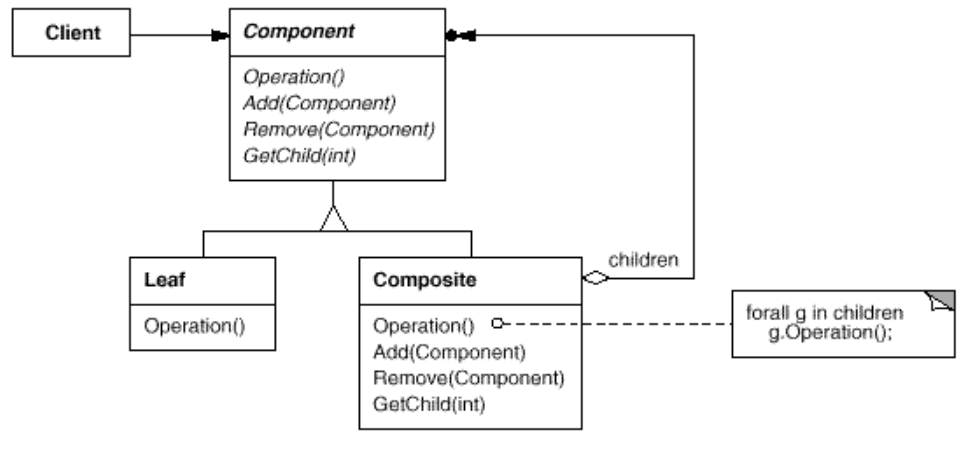 Client
Component
Operation()
Add(Component)
Remove(Component)
GetChild(int)
Leaf
Operation()
Composite
Operation()
Add(Component)
Remove(Component)
GetChild(int)
children
forall g in children
g.Operation();